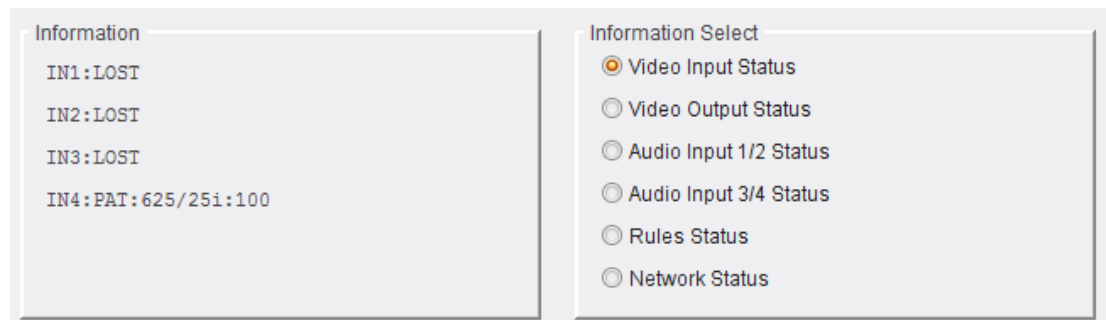 Information
IN1:LOST
IN2:LOST
IN3:LOST
IN4:PAT:625/25i:100
Information Select
Video Input Status
Video Output Status
Audio Input 1/2 Status
Audio Input 3/4 Status
Rules Status
Network Status